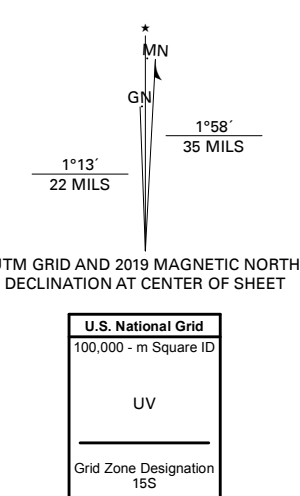 ★
MN
GN
1°58´
35 MILS
1°13´
22 MILS
UTM GRID AND 2019 MAGNETIC NORTH
DECLINATION AT CENTER OF SHEET
U.S. National Grid
100,000 - m Square ID
UV
Grid Zone Designation
15S